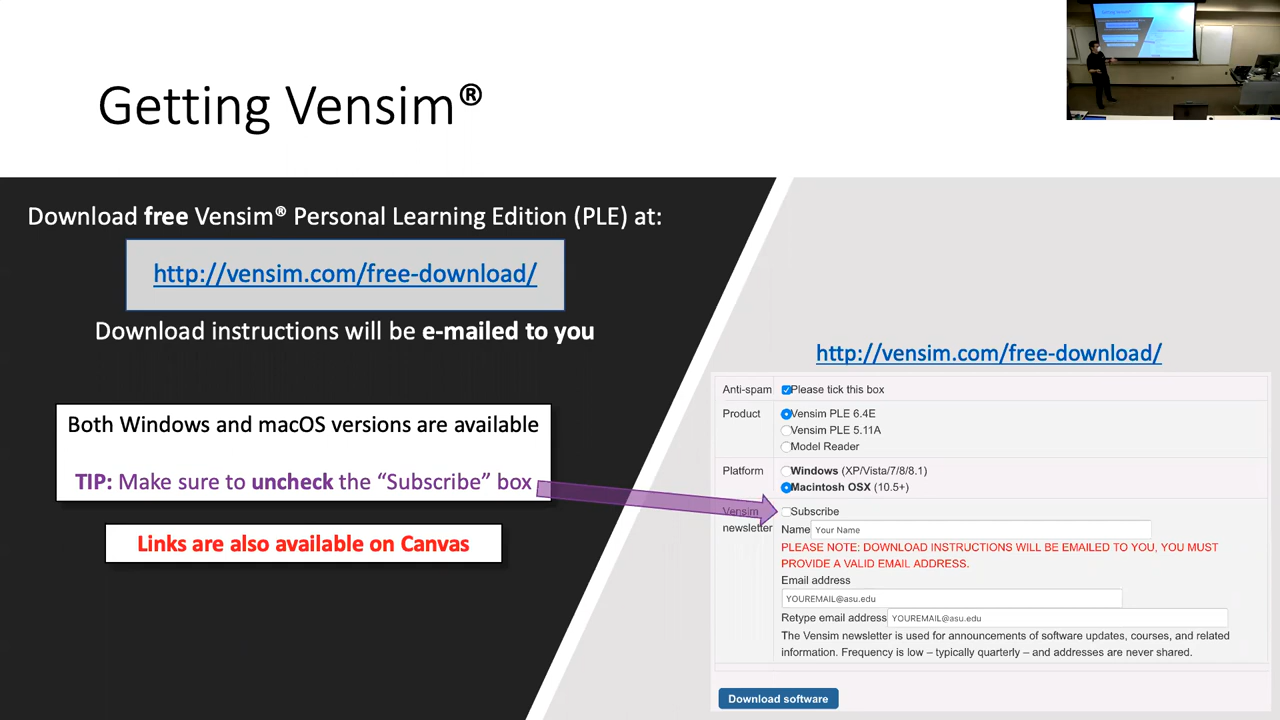 Getting Vensim®
Download free Vensim® Personal Learning Edition (PLE) at:
http://vensim.com/free-download/
Download instructions will be e-mailed to you
Both Windows and macOS versions are available
TIP: Make sure to uncheck the “Subscribe” box
Links are also available on Canvas
http://vensim.com/free-download/
Anti-spam Please tick this box
Product Vensim PLE 6.4E
Vensim PLE 5.11A
Model Reader
Platform Windows (XP/Vista/7/8/8.1)
Macintosh OSX (10.5+)
Vensim Subscribe
newsletter Name Your Name
PLEASE NOTE: DOWNLOAD INSTRUCTIONS WILL BE EMAILED TO YOU, YOU MUST
PROVIDE A VALID EMAIL ADDRESS.
Email address
YOUREMAIL@asu.edu
Retype email address YOUREMAIL@asu.edu
The Vensim newsletter is used for announcements of software updates, courses, and related
information. Frequency is low – typically quarterly – and addresses are never shared.
Download software